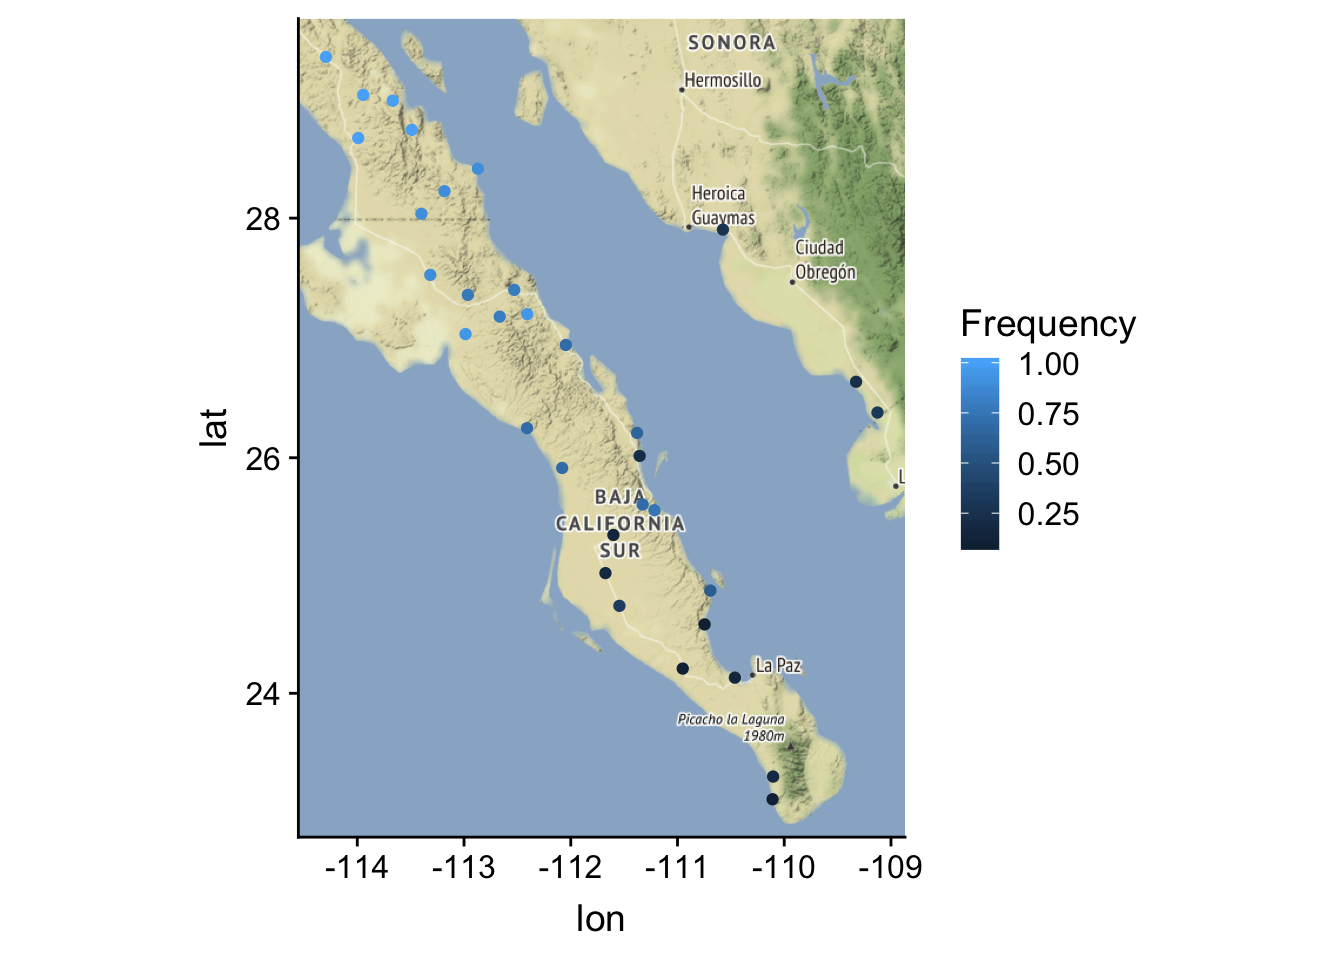 SONORA
Hermosillo
Heroica
Guaymas
Ciudad
Obregón
L
BAJA
CALIFORNIA
SUR
La Paz
Picacho la Laguna
1980m
28
26
24
lat
-114
-113
-112
-111
-110
-109
lon
Frequency
1.00
0.75
0.50
0.25